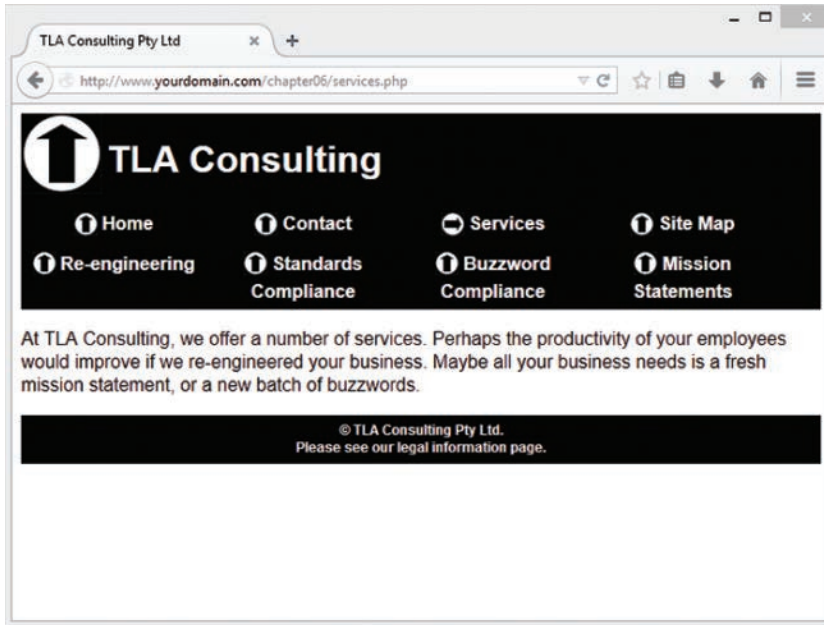 TLA Consulting Pty Ltd
http://www.yourdomain.com/chapter06/services.php
TLA Consulting
Home Contact Services Site Map
Re-engineering Standards Compliance Buzzword Compliance Mission Statements
At TLA Consulting, we offer a number of services. Perhaps the productivity of your employees
would improve if we re-engineered your business. Maybe all your business needs is a fresh
mission statement, or a new batch of buzzwords.
© TLA Consulting Pty Ltd.
Please see our legal information page.